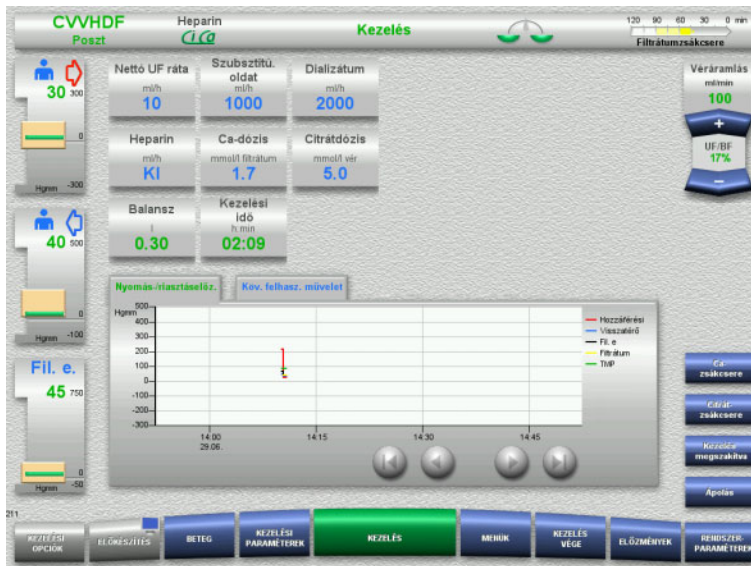 CVVHDF
Poszt
Heparin
CiCa
Kezelés
120 90 60 30 0 min
Filtrátumzsákcsere
30
300
0
-300
Hgmm
Nettó UF ráta
ml/h
10
Szubsztitú.
oldat
ml/h
1000
Dializátum
ml/h
2000
Véráramlás
ml/min
100
+
UF/BF
17%
−
Heparin
ml/h
KI
Ca-dózis
mmol/l filtrátum
1.7
Citrátdózis
mmol/l vér
5.0
40
500
0
-100
Hgmm
Balansz
l
0.30
Kezelési
idő
h:min
02:09
Nyomás-/riasztáselőz.
Köv. felhasz. művelet
Hgmm
500
400
300
200
100
0
-100
-200
-300
14:00
29.06.
14:15
14:30
14:45
Hozzáférési
Visszatérő
Fil. e
Filtrátum
TMP
Fil. e.
45
750
0
-50
Hgmm
Ca-
zsákcsere
Citrát-
zsákcsere
Kezelés
megszakítva
Ápolás
211
KEZELÉSI
OPCIÓK
ELŐKÉSZÍTÉS
BETEG
KEZELÉSI
PARAMÉTEREK
KEZELÉS
MENÜK
KEZELÉS
VÉGE
ELŐZMÉNYEK
RENDSZER-
PARAMÉTEREK